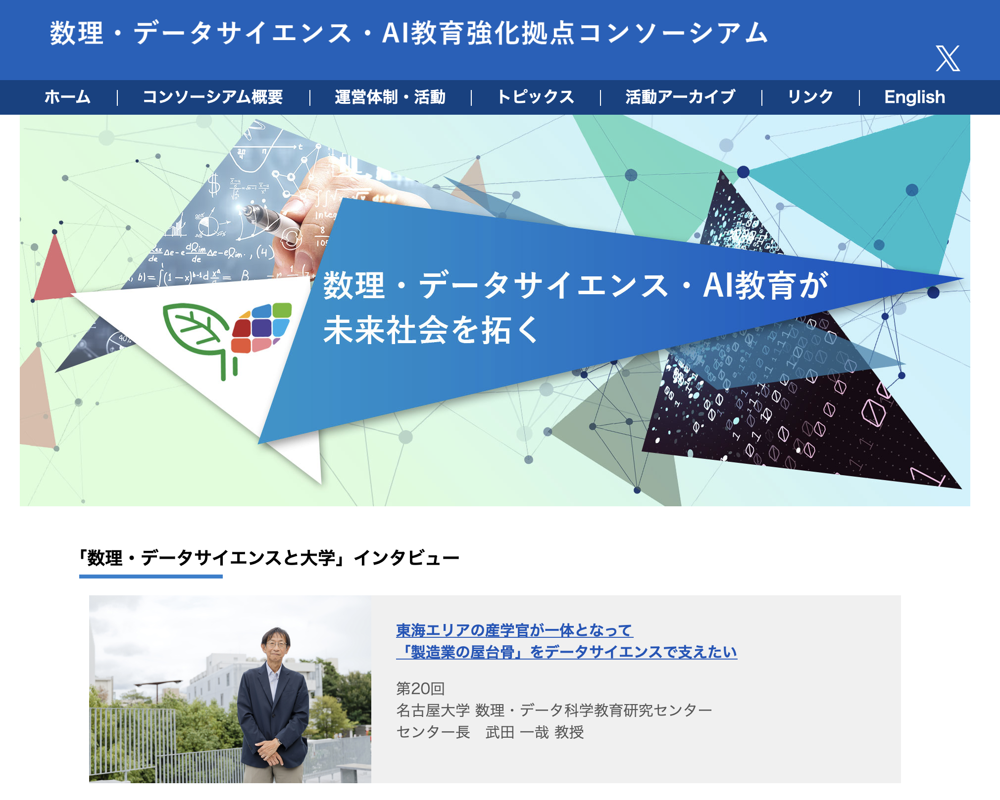 数理・データサイエンス・AI教育強化拠点コンソーシアム
ホーム
コンソーシアム概要
運営体制・活動
トピックス
活動アーカイブ
リンク
English
数理・データサイエンス・AI教育が
未来社会を拓く
「数理・データサイエンスと大学」インタビュー
東海エリアの産学官が一体となって
「製造業の屋台骨」をデータサイエンスで支えたい
第20回
名古屋大学 数理・データ科学教育研究センター
センター長　武田 一哉 教授